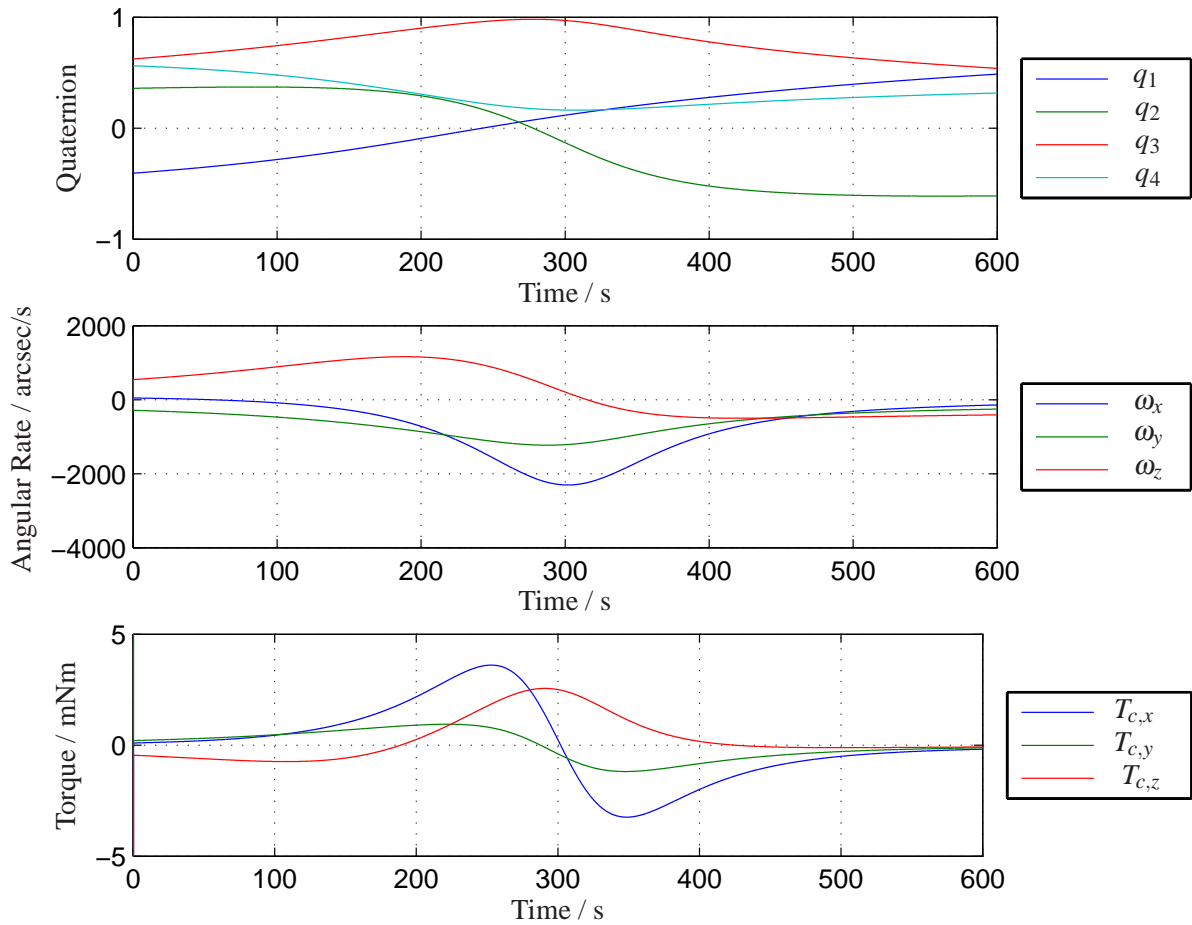 1
0
−1
Quaternion
0 100 200 300 400 500 600
Time / s
q1
q2
q3
q4
2000
0
−2000
−4000
Angular Rate / arcsec/s
0 100 200 300 400 500 600
Time / s
ωx
ωy
ωz
5
0
−5
Torque / mNm
0 100 200 300 400 500 600
Time / s
Tc,x
Tc,y
Tc,z